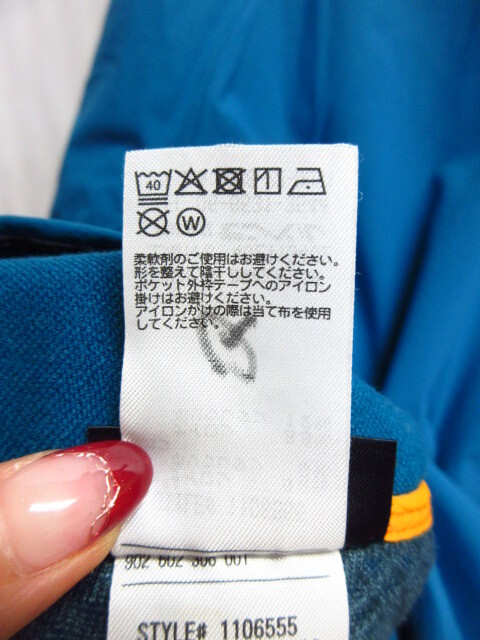 40
W
柔軟剤のご使用はお避けください。
形を整えて陰干ししてください。
ポケット外枠テープへのアイロン
掛けはお避けください。
アイロンかけの際は当て布を使用
してください。
902 602 306 001
STYLE# 1106555